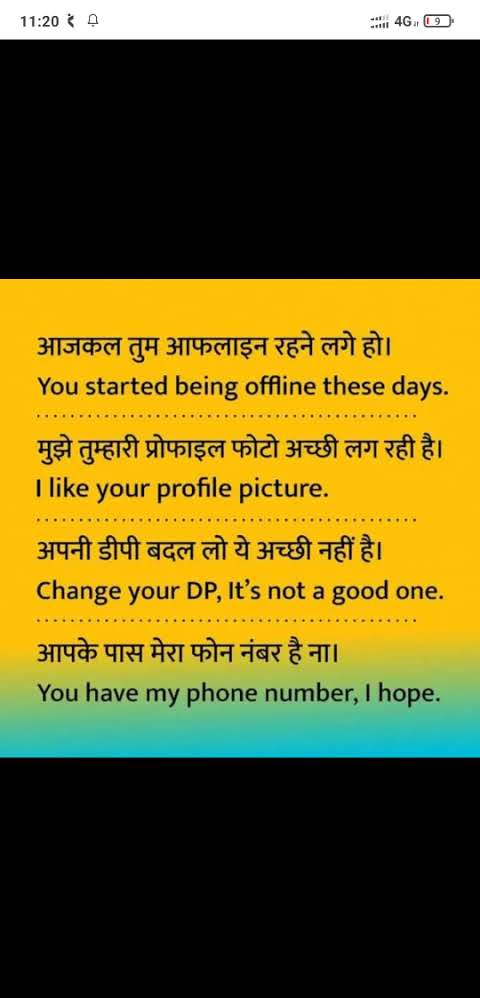 11:20
4G 9
आजकल तुम आफलाइन रहने लगे हो।
You started being offline these days.
मुझे तुम्हारी प्रोफाइल फोटो अच्छी लग रही है।
I like your profile picture.
अपनी डीपी बदल लो ये अच्छी नहीं है।
Change your DP, It’s not a good one.
आपके पास मेरा फोन नंबर है ना।
You have my phone number, I hope.